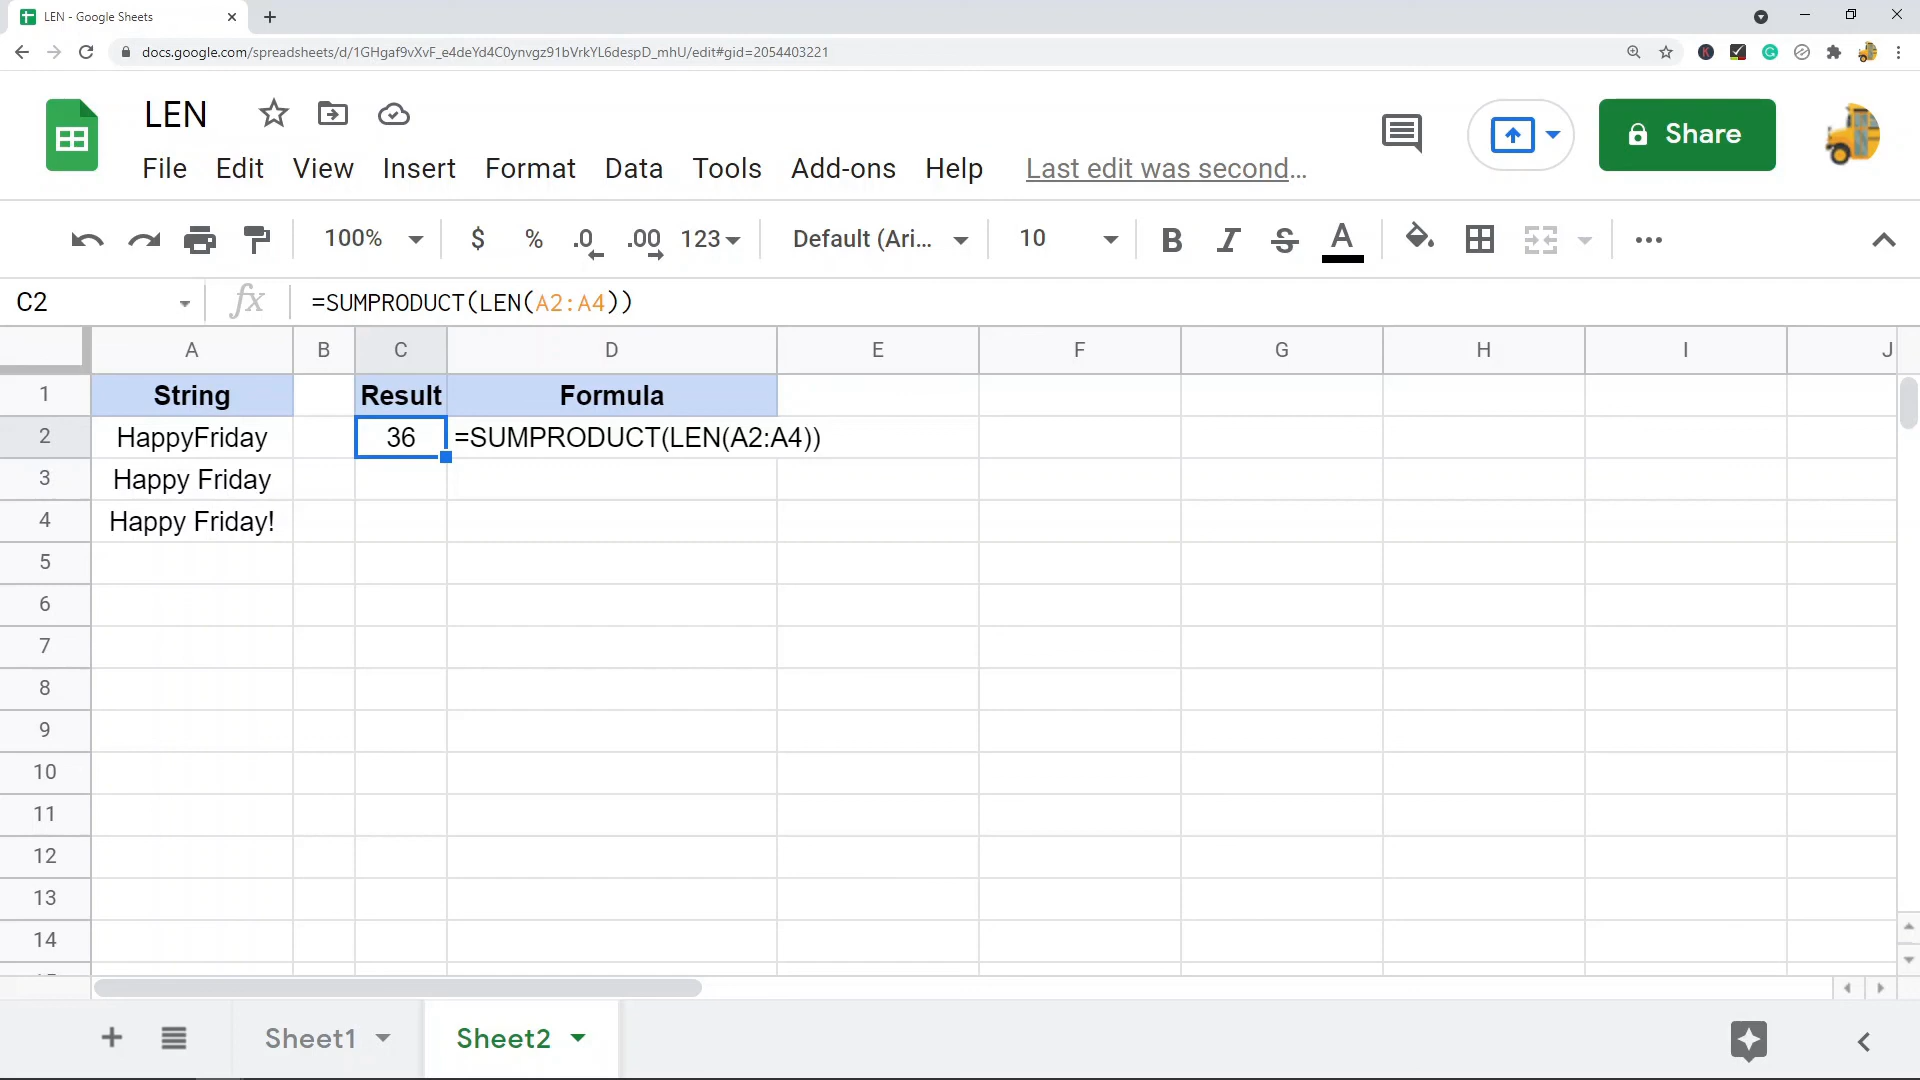 LEN - Google Sheets
docs.google.com/spreadsheets/d/1GHgaf9vXvF_e4deYd4C0ynvgz91bVrkYL6despD_mhU/edit#gid=2054403221
LEN
Share
File Edit View Insert Format Data Tools Add-ons Help Last edit was second...
100% $ % .0 .00 123 Default (Ari... 10 B I S A
C2 fx =SUMPRODUCT(LEN(A2:A4))
A B C D E F G H I J
1 String Result Formula
2 HappyFriday 36 =SUMPRODUCT(LEN(A2:A4))
3 Happy Friday
4 Happy Friday!
5
6
7
8
9
10
11
12
13
14
Sheet1 Sheet2